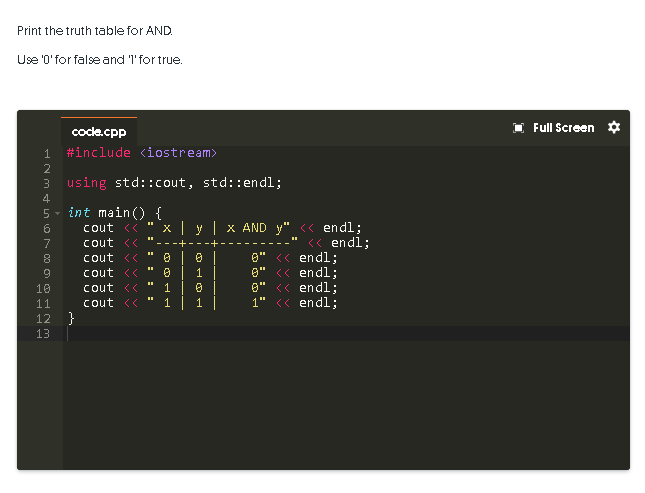 Print the truth table for AND.
Use '0' for false and '1' for true.
code.cpp
Full Screen
1 #include <iostream>
2
3 using std::cout, std::endl;
4
5 int main() {
6   cout << " x | y | x AND y" << endl;
7   cout << "---+---+---------" << endl;
8   cout << " 0 | 0 |    0" << endl;
9   cout << " 0 | 1 |    0" << endl;
10   cout << " 1 | 0 |    0" << endl;
11   cout << " 1 | 1 |    1" << endl;
12 }
13